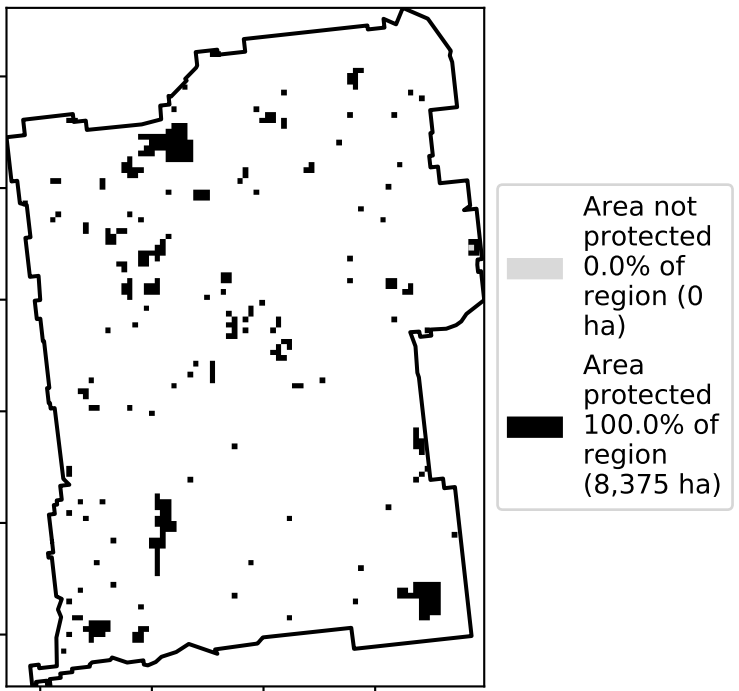 Area not
protected
0.0% of
region (0
ha)
Area
protected
100.0% of
region
(8,375 ha)